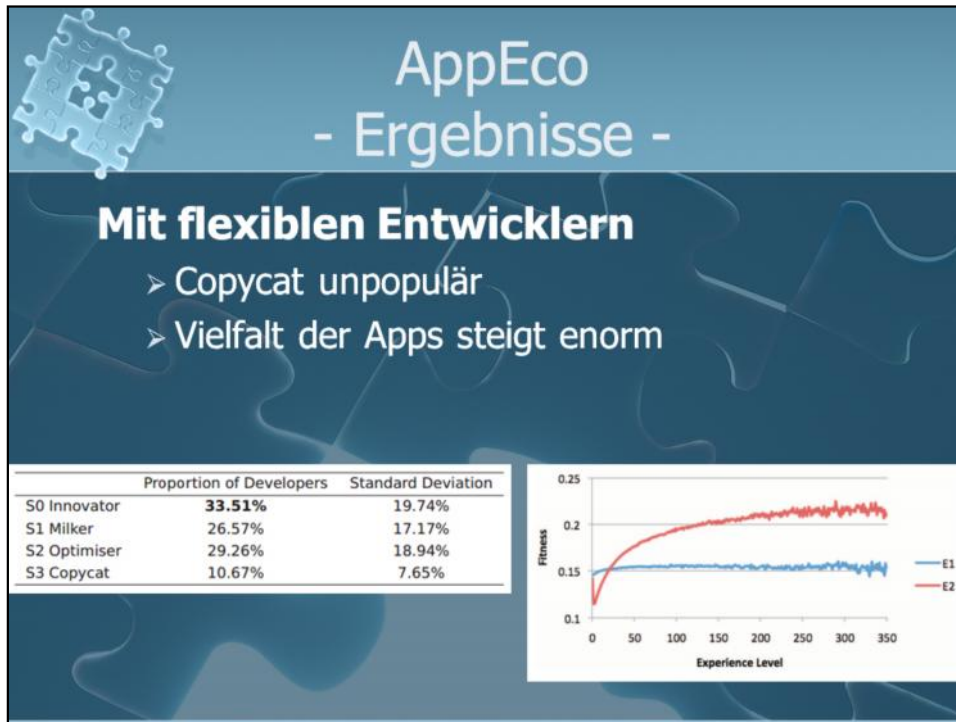 AppEco
- Ergebnisse -
Mit flexiblen Entwicklern
➢ Copycat unpopulär
➢ Vielfalt der Apps steigt enorm
Proportion of Developers Standard Deviation
S0 Innovator 33.51% 19.74%
S1 Milker 26.57% 17.17%
S2 Optimiser 29.26% 18.94%
S3 Copycat 10.67% 7.65%
0.25
0.2
0.15
0.1
Fitness
0 50 100 150 200 250 300 350
Experience Level
E1
E2